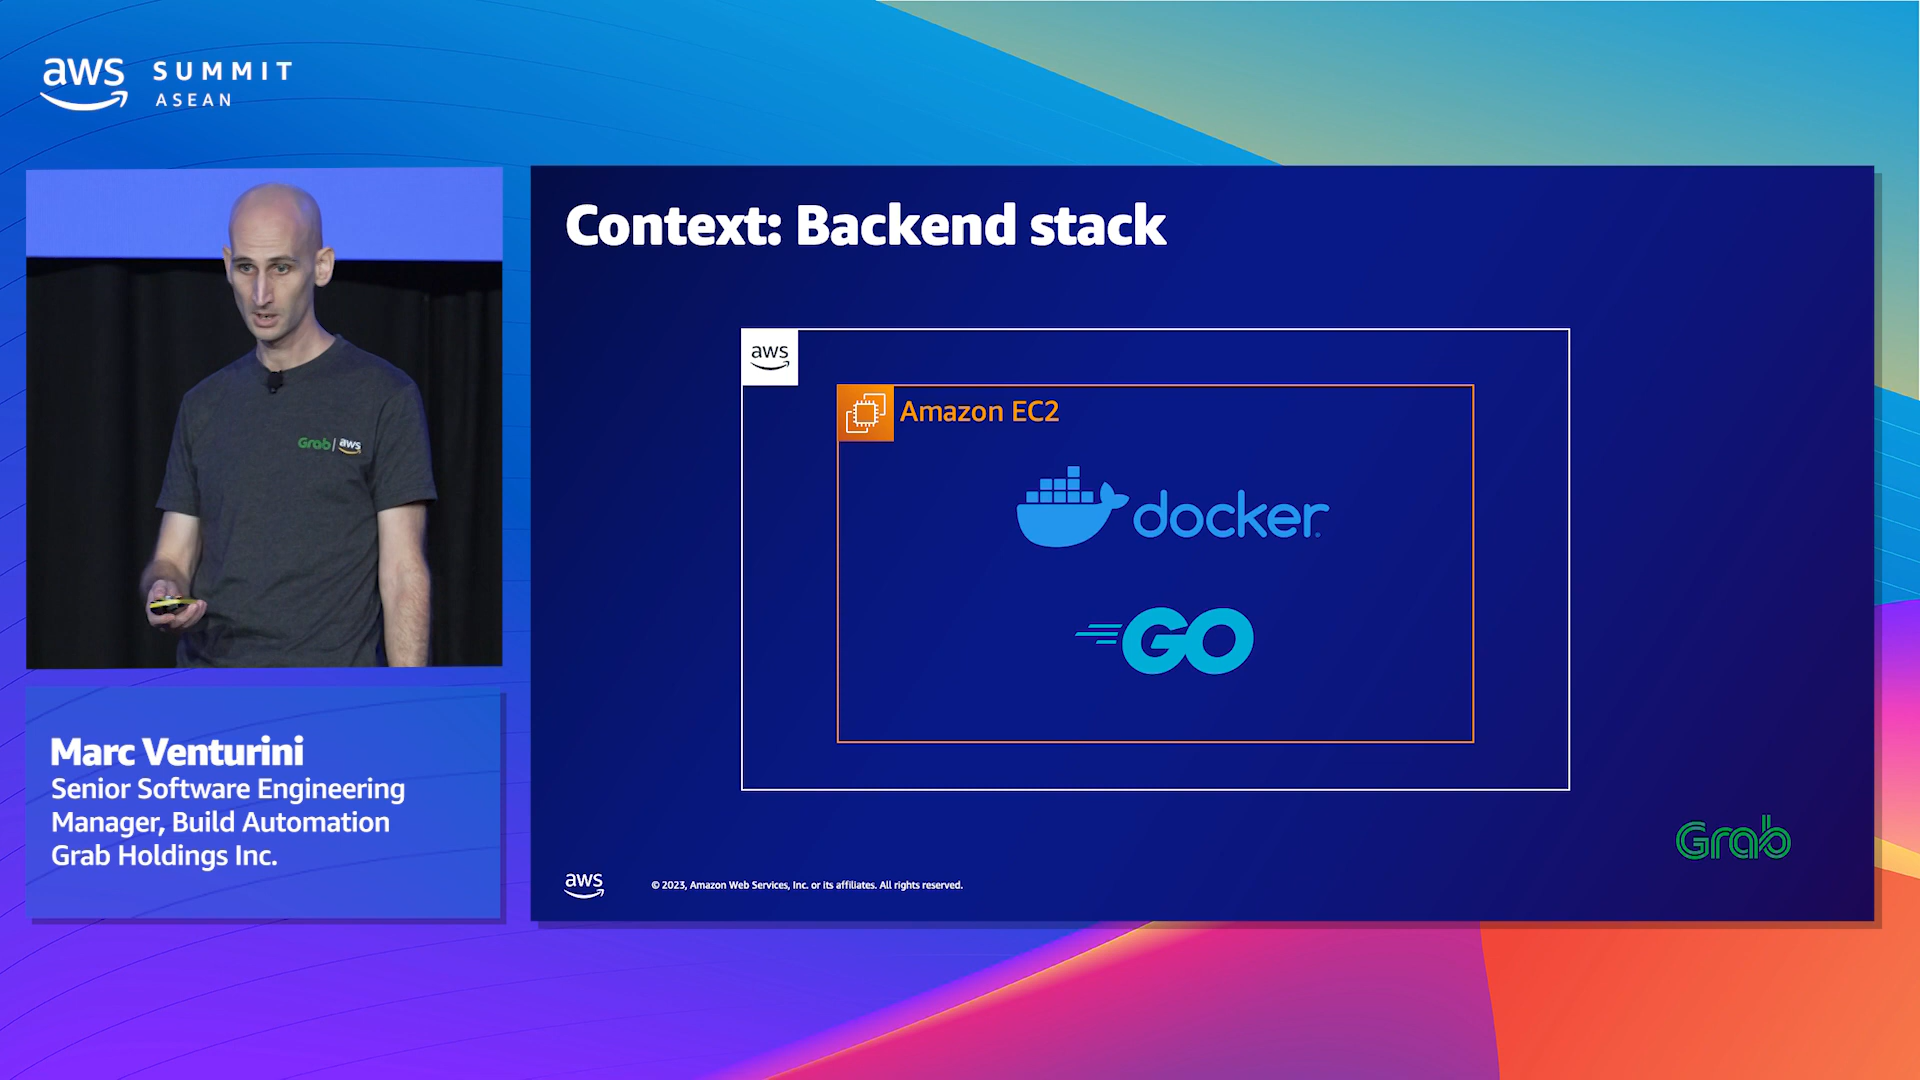 aws SUMMIT
ASEAN
Grab | aws
Marc Venturini
Senior Software Engineering
Manager, Build Automation
Grab Holdings Inc.
Context: Backend stack
aws
Amazon EC2
docker
GO
Grab
aws
© 2023, Amazon Web Services, Inc. or its affiliates. All rights reserved.